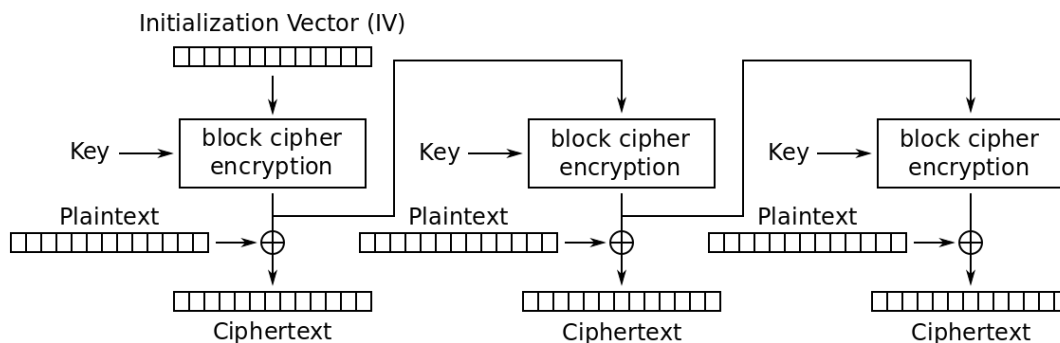 Initialization Vector (IV)
Key
block cipher
encryption
Key
block cipher
encryption
Key
block cipher
encryption
Plaintext
Plaintext
Plaintext
Ciphertext
Ciphertext
Ciphertext